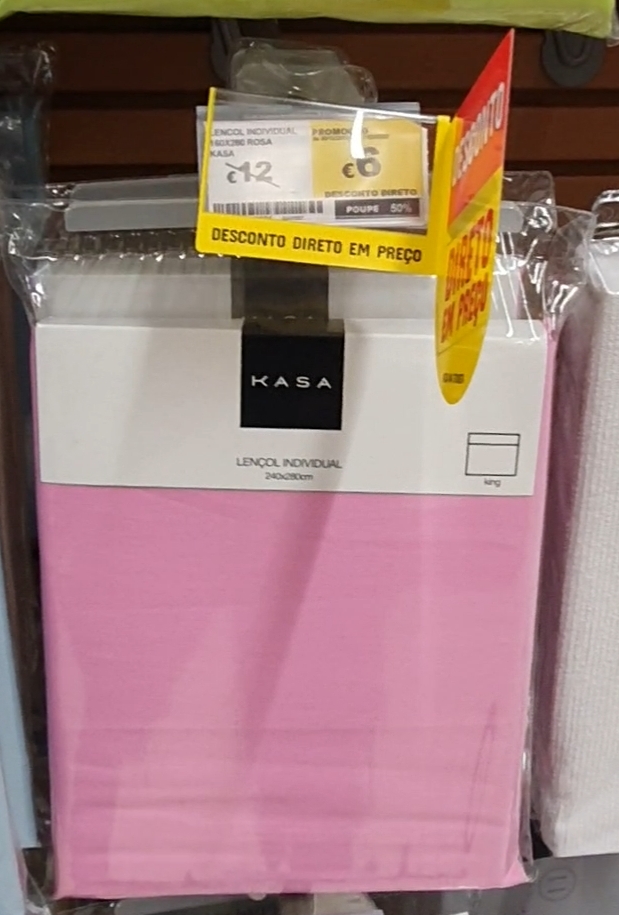 LENÇOL INDIVIDUAL
160X280 ROSA
KASA
€12
€6
DESCONTO DIRETO
POUPE 50%
DESCONTO DIRETO EM PREÇO
DESCONTO
DIRETO
EM PREÇO
KASA
LENÇOL INDIVIDUAL
240x280cm
king